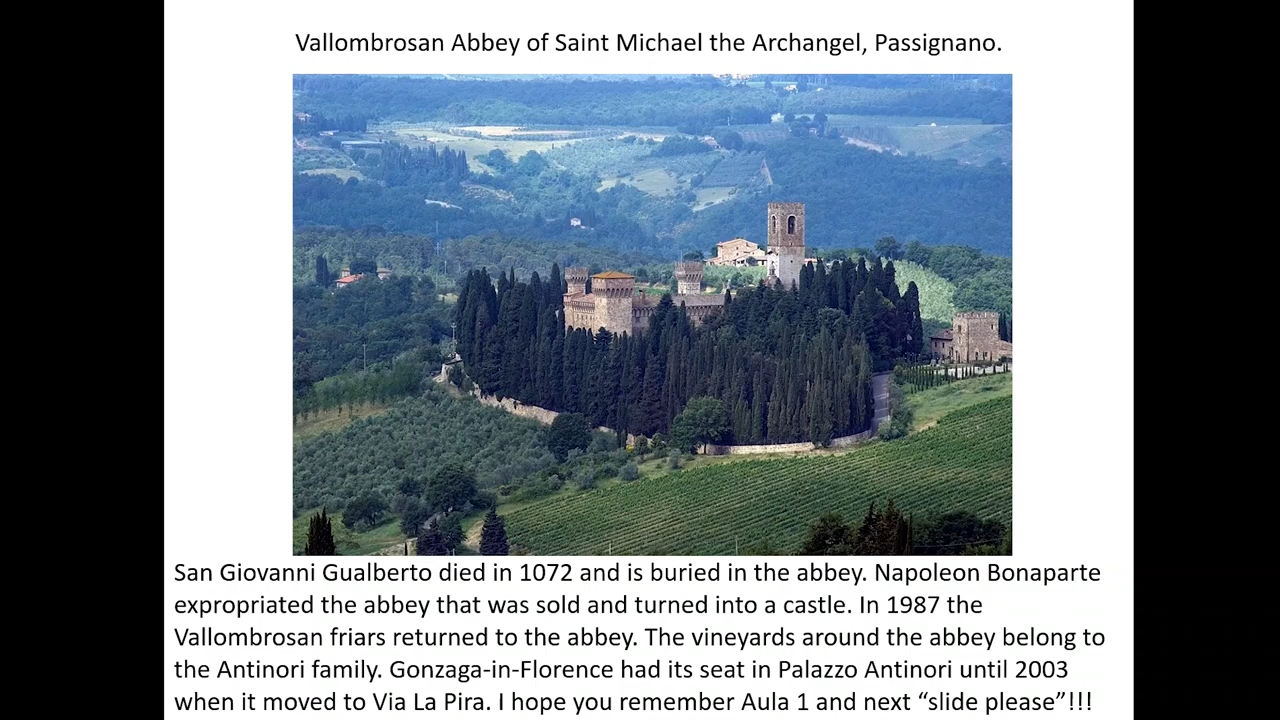 Vallombrosan Abbey of Saint Michael the Archangel, Passignano.
San Giovanni Gualberto died in 1072 and is buried in the abbey. Napoleon Bonaparte
expropriated the abbey that was sold and turned into a castle. In 1987 the
Vallombrosan friars returned to the abbey. The vineyards around the abbey belong to
the Antinori family. Gonzaga-in-Florence had its seat in Palazzo Antinori until 2003
when it moved to Via La Pira. I hope you remember Aula 1 and next “slide please”!!!